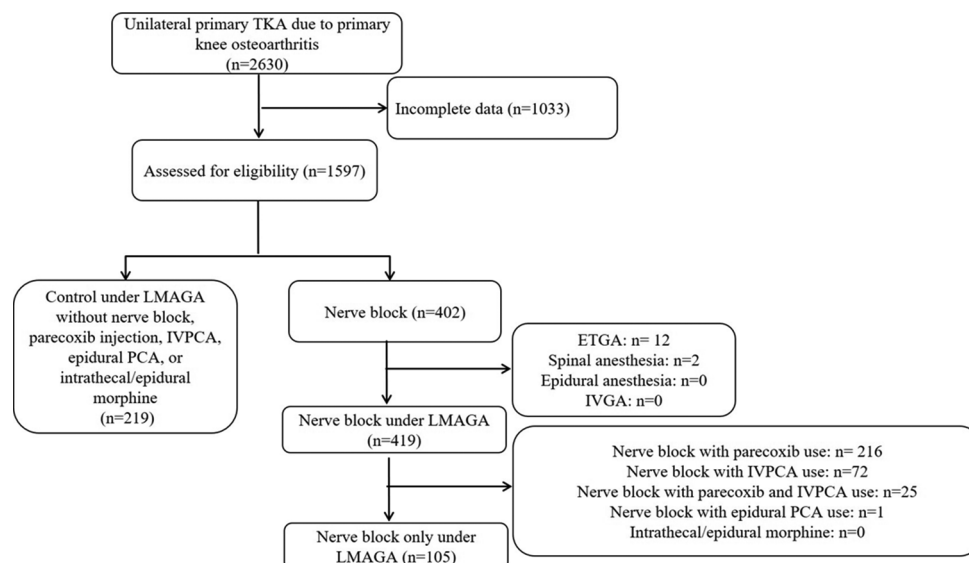 Unilateral primary TKA due to primary
knee osteoarthritis
(n=2630)
Incomplete data (n=1033)
Assessed for eligibility (n=1597)
Control under LMAGA
without nerve block,
parecoxib injection, IVPCA,
epidural PCA, or
intrathecal/epidural
morphine
(n=219)
Nerve block (n=402)
ETGA: n= 12
Spinal anesthesia: n=2
Epidural anesthesia: n=0
IVGA: n=0
Nerve block under LMAGA
(n=419)
Nerve block with parecoxib use: n= 216
Nerve block with IVPCA use: n=72
Nerve block with parecoxib and IVPCA use: n=25
Nerve block with epidural PCA use: n=1
Intrathecal/epidural morphine: n=0
Nerve block only under
LMAGA (n=105)